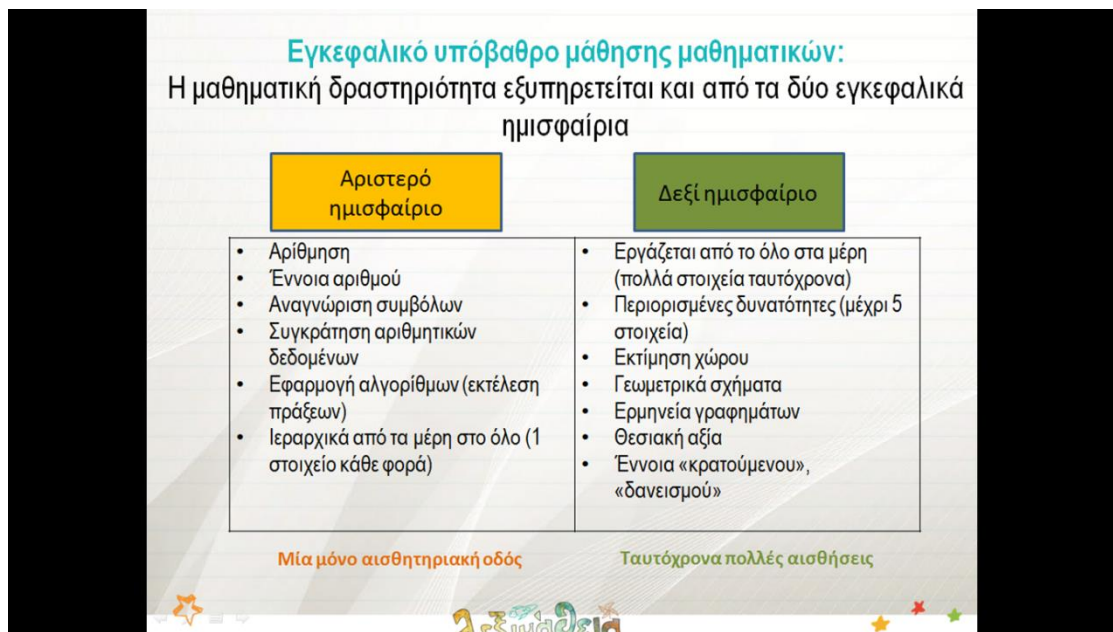 Εγκεφαλικό υπόβαθρο μάθησης μαθηματικών:
Η μαθηματική δραστηριότητα εξυπηρετείται και από τα δύο εγκεφαλικά
ημισφαίρια
Αριστερό
ημισφαίριο
• Αρίθμηση
• Έννοια αριθμού
• Αναγνώριση συμβόλων
• Συγκράτηση αριθμητικών
δεδομένων
• Εφαρμογή αλγορίθμων (εκτέλεση
πράξεων)
• Ιεραρχικά από τα μέρη στο όλο (1
στοιχείο κάθε φορά)
Μία μόνο αισθητηριακή οδός
Δεξί ημισφαίριο
• Εργάζεται από το όλο στα μέρη
(πολλά στοιχεία ταυτόχρονα)
• Περιορισμένες δυνατότητες (μέχρι 5
στοιχεία)
• Εκτίμηση χώρου
• Γεωμετρικά σχήματα
• Ερμηνεία γραφημάτων
• Θεσιακή αξία
• Έννοια «κρατούμενου»,
«δανεισμού»
Ταυτόχρονα πολλές αισθήσεις